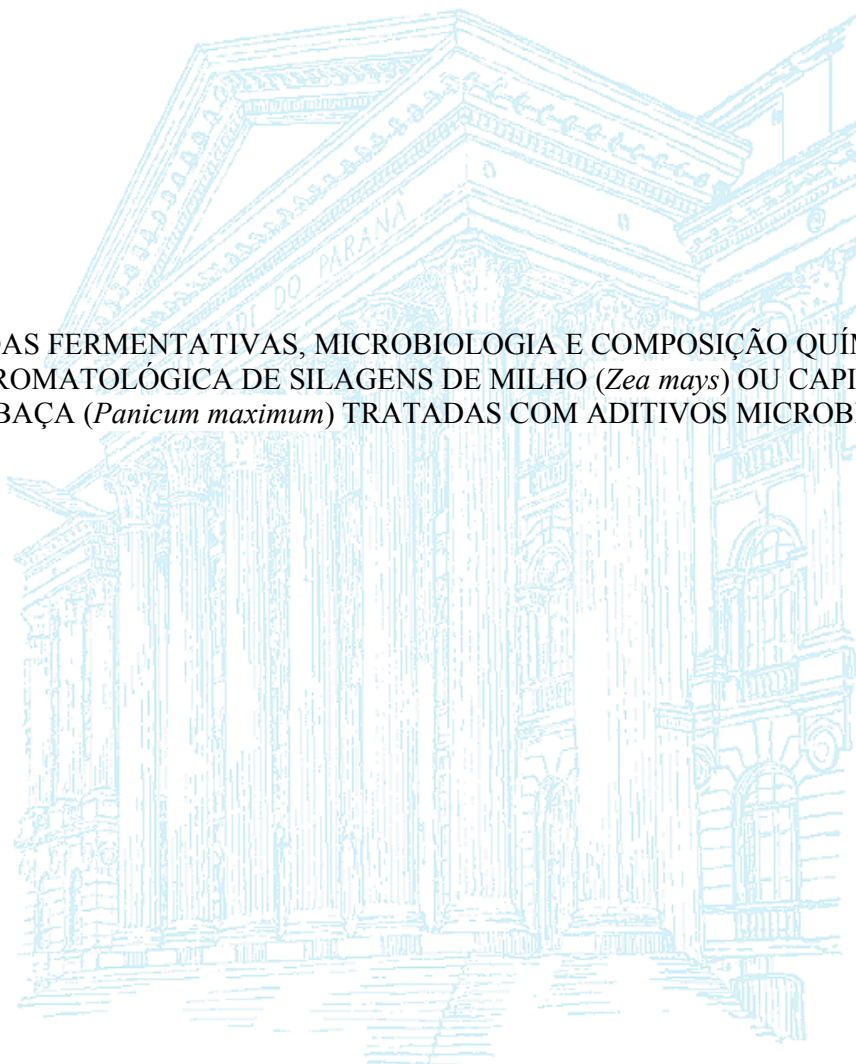 DO PARANÁ
DAS FERMENTATIVAS, MICROBIOLOGIA E COMPOSIÇÃO QUÍM
ROMATOLÓGICA DE SILAGENS DE MILHO (Zea mays) OU CAPI
BAÇA (Panicum maximum) TRATADAS COM ADITIVOS MICROBI